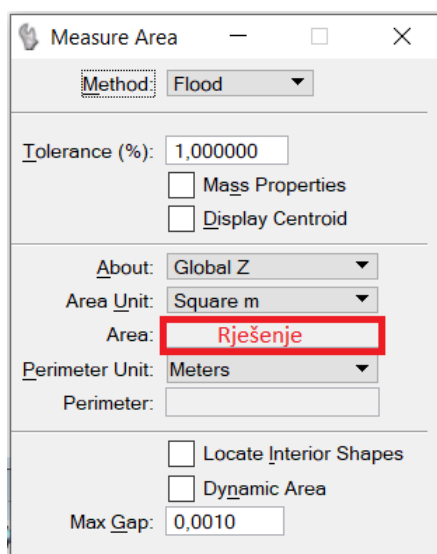 Measure Area
Method: Flood
Tolerance (%): 1,000000
Mass Properties
Display Centroid
About: Global Z
Area Unit: Square m
Area: Rješenje
Perimeter Unit: Meters
Perimeter:
Locate Interior Shapes
Dynamic Area
Max Gap: 0,0010